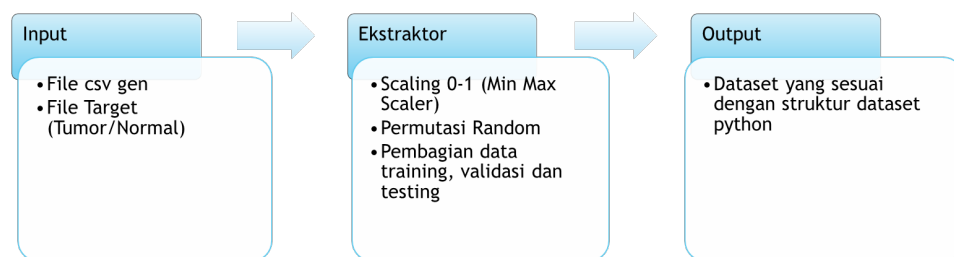 Input
• File csv gen
• File Target
(Tumor/Normal)
Ekstraktor
• Scaling 0-1 (Min Max
Scaler)
• Permutasi Random
• Pembagian data
training, validasi dan
testing
Output
• Dataset yang sesuai
dengan struktur dataset
python